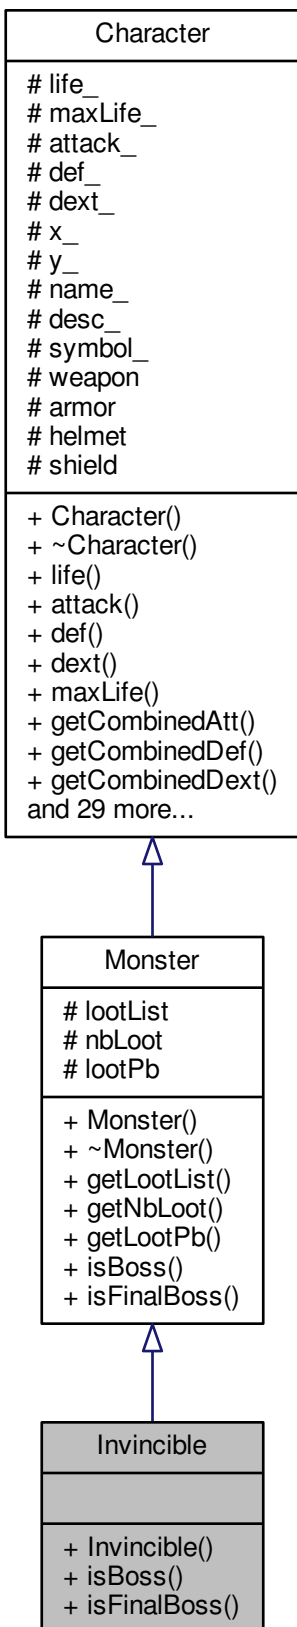 Character
# life_
# maxLife_
# attack_
# def_
# dext_
# x_
# y_
# name_
# desc_
# symbol_
# weapon
# armor
# helmet
# shield
+ Character()
+ ~Character()
+ life()
+ attack()
+ def()
+ dext()
+ maxLife()
+ getCombinedAtt()
+ getCombinedDef()
+ getCombinedDext()
and 29 more...
Monster
# lootList
# nbLoot
# lootPb
+ Monster()
+ ~Monster()
+ getLootList()
+ getNbLoot()
+ getLootPb()
+ isBoss()
+ isFinalBoss()
Invincible
+ Invincible()
+ isBoss()
+ isFinalBoss()